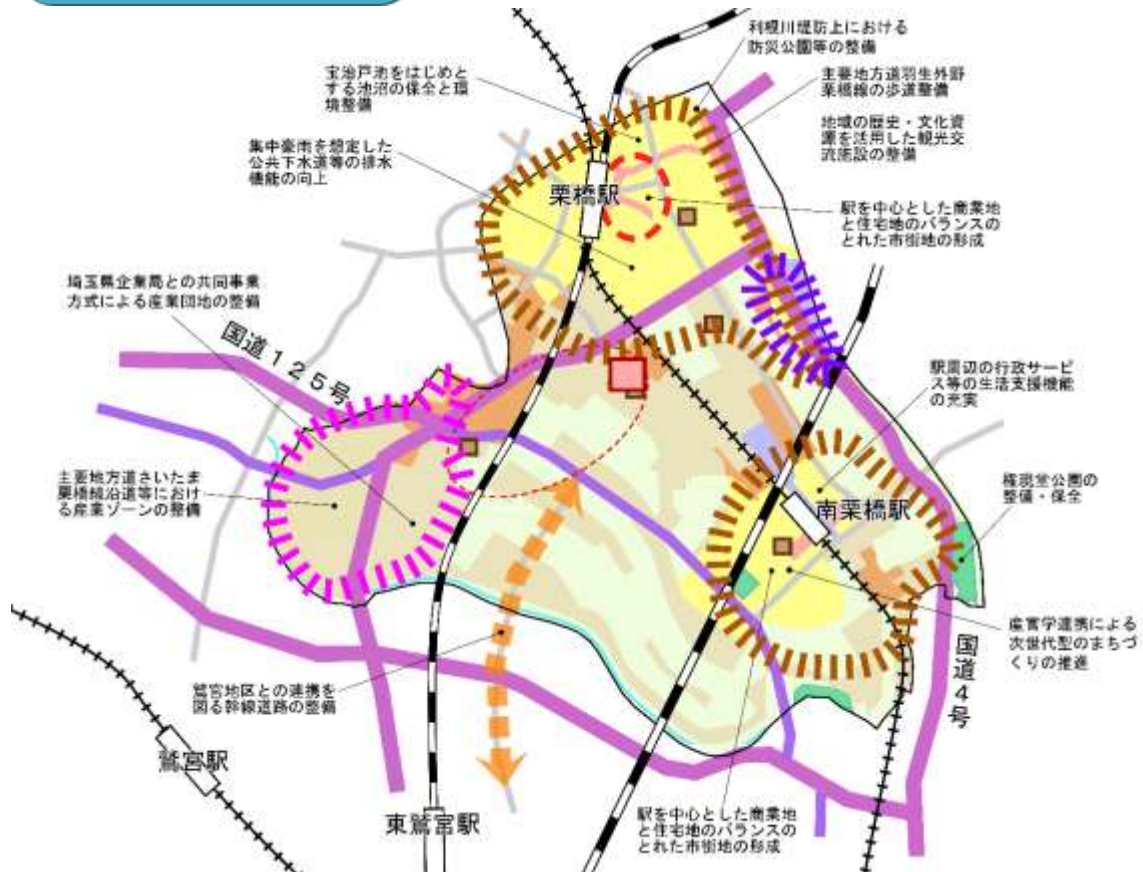 利根川堤防上における
防災公園等の整備
宝治戸池をはじめと
する池沼の保全と環
境整備
主要地方道羽生外野
栗橋線の歩道整備
地域の歴史・文化資
源を活用した観光交
流施設の整備
集中豪雨を想定した
公共下水道等の排水
機能の向上
栗橋駅
駅を中心とした商業地
と住宅地のバランスの
とれた市街地の形成
埼玉県企業局との共同事業
方式による産業団地の整備
国道125号
駅周辺の行政サービ
ス等の生活支援機能
の充実
主要地方道さいたま
栗橋線沿道等におけ
る産業ゾーンの整備
権現堂公園の
整備・保全
南栗橋駅
産官学連携による
次世代型のまちづ
くりの推進
国道4号
鷲宮地区との連携を
図る幹線道路の整備
鷲宮駅
東鷲宮駅
駅を中心とした商業地
と住宅地のバランスの
とれた市街地の形成